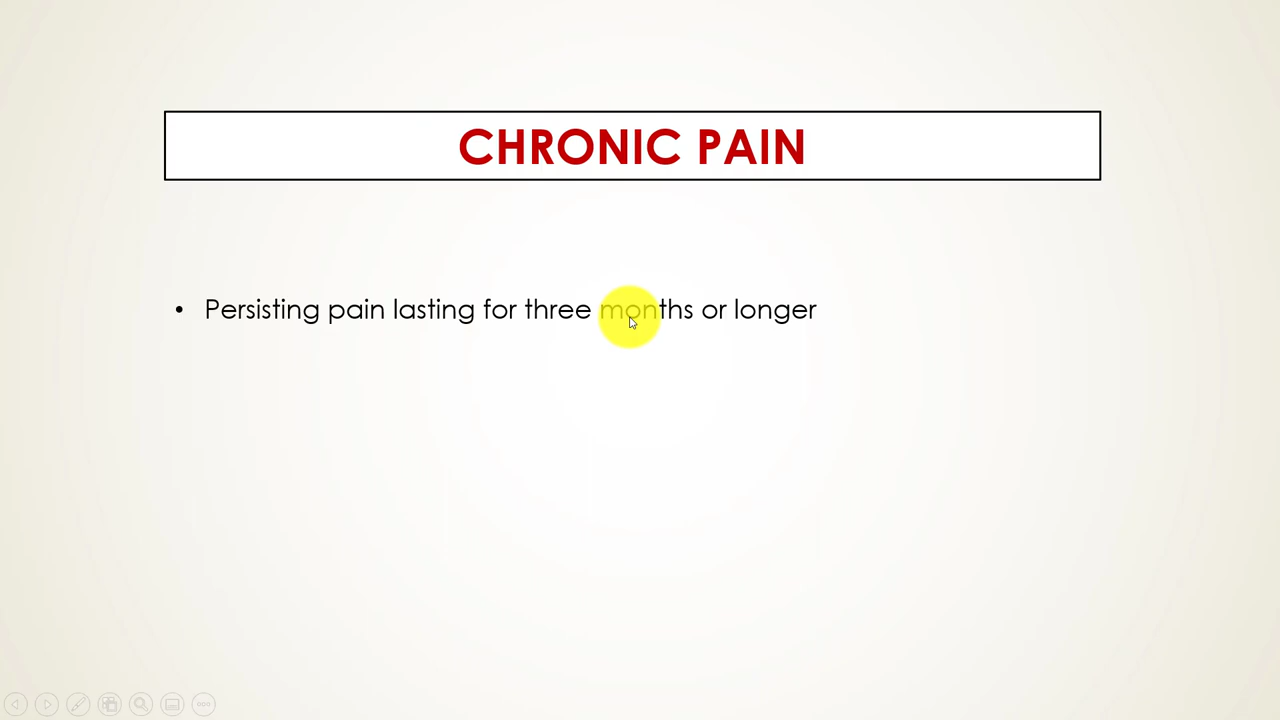 CHRONIC PAIN
• Persisting pain lasting for three months or longer